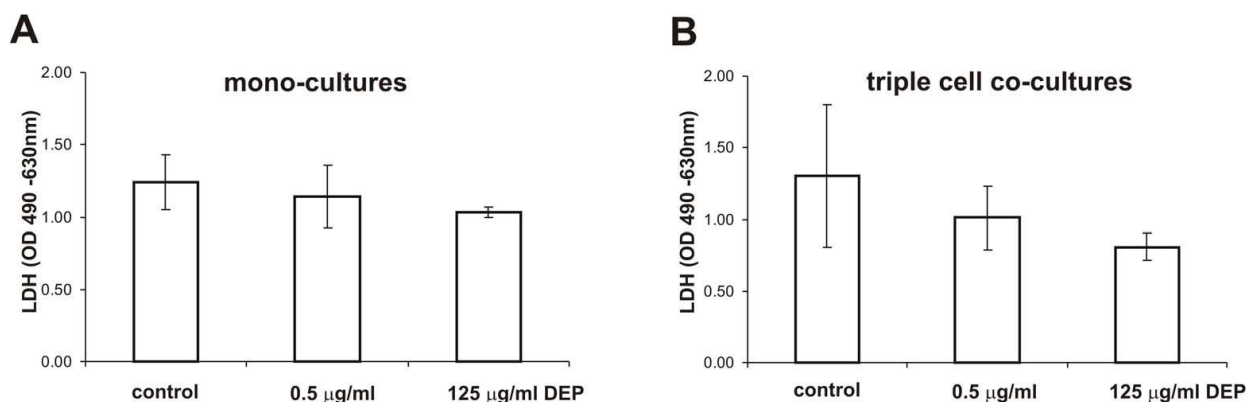 A
mono-cultures
LDH (OD 490 -630nm)
2.00
1.50
1.00
0.50
0.00
control
0.5 μg/ml
125 μg/ml DEP
B
triple cell co-cultures
LDH (OD 490 -630nm)
2.00
1.50
1.00
0.50
0.00
control
0.5 μg/ml
125 μg/ml DEP